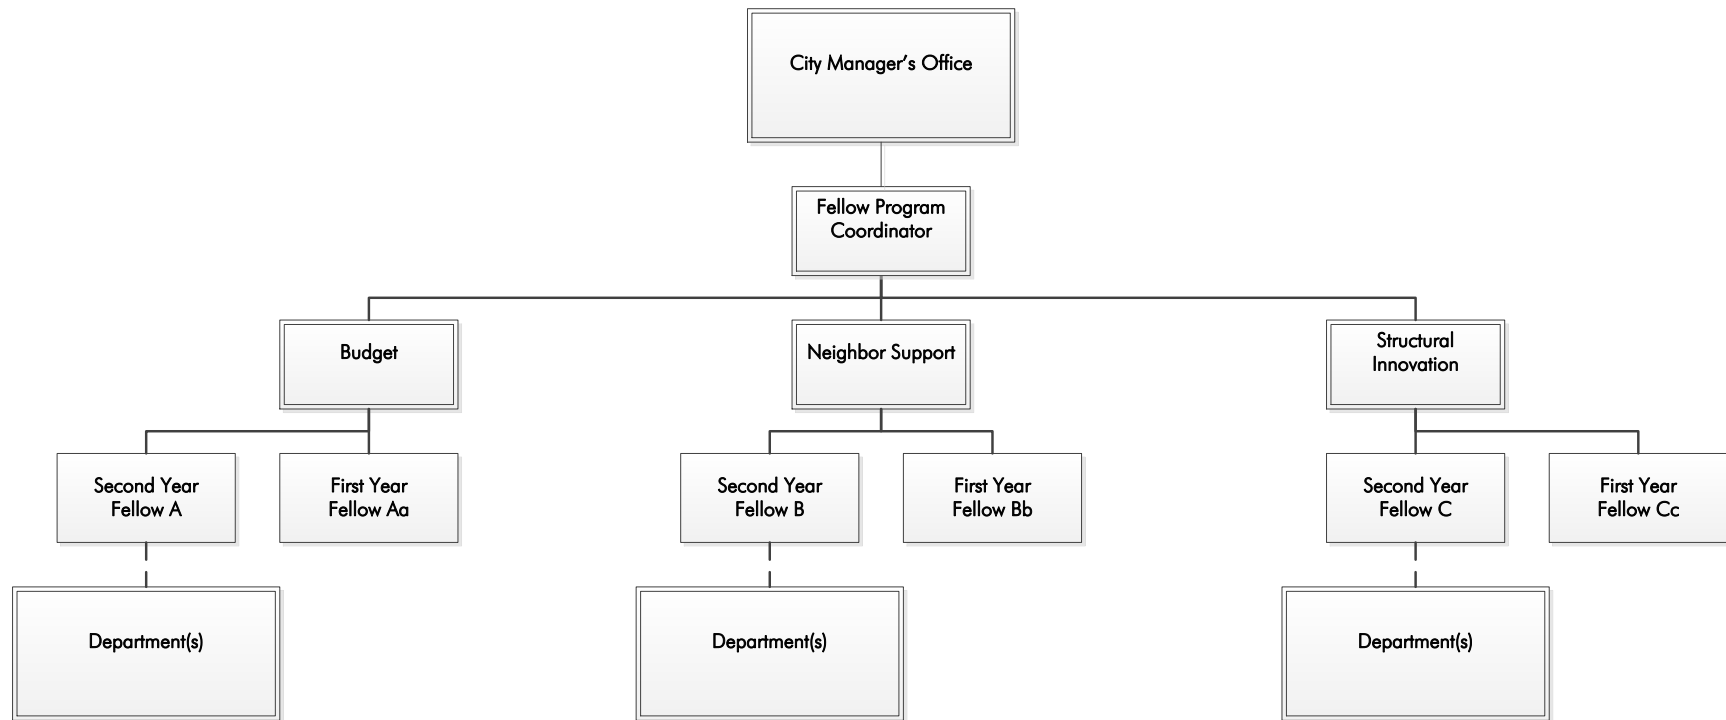 City Manager’s Office
Fellow Program
Coordinator
Budget
Neighbor Support
Structural
Innovation
Second Year
Fellow A
First Year
Fellow Aa
Second Year
Fellow B
First Year
Fellow Bb
Second Year
Fellow C
First Year
Fellow Cc
Department(s)
Department(s)
Department(s)